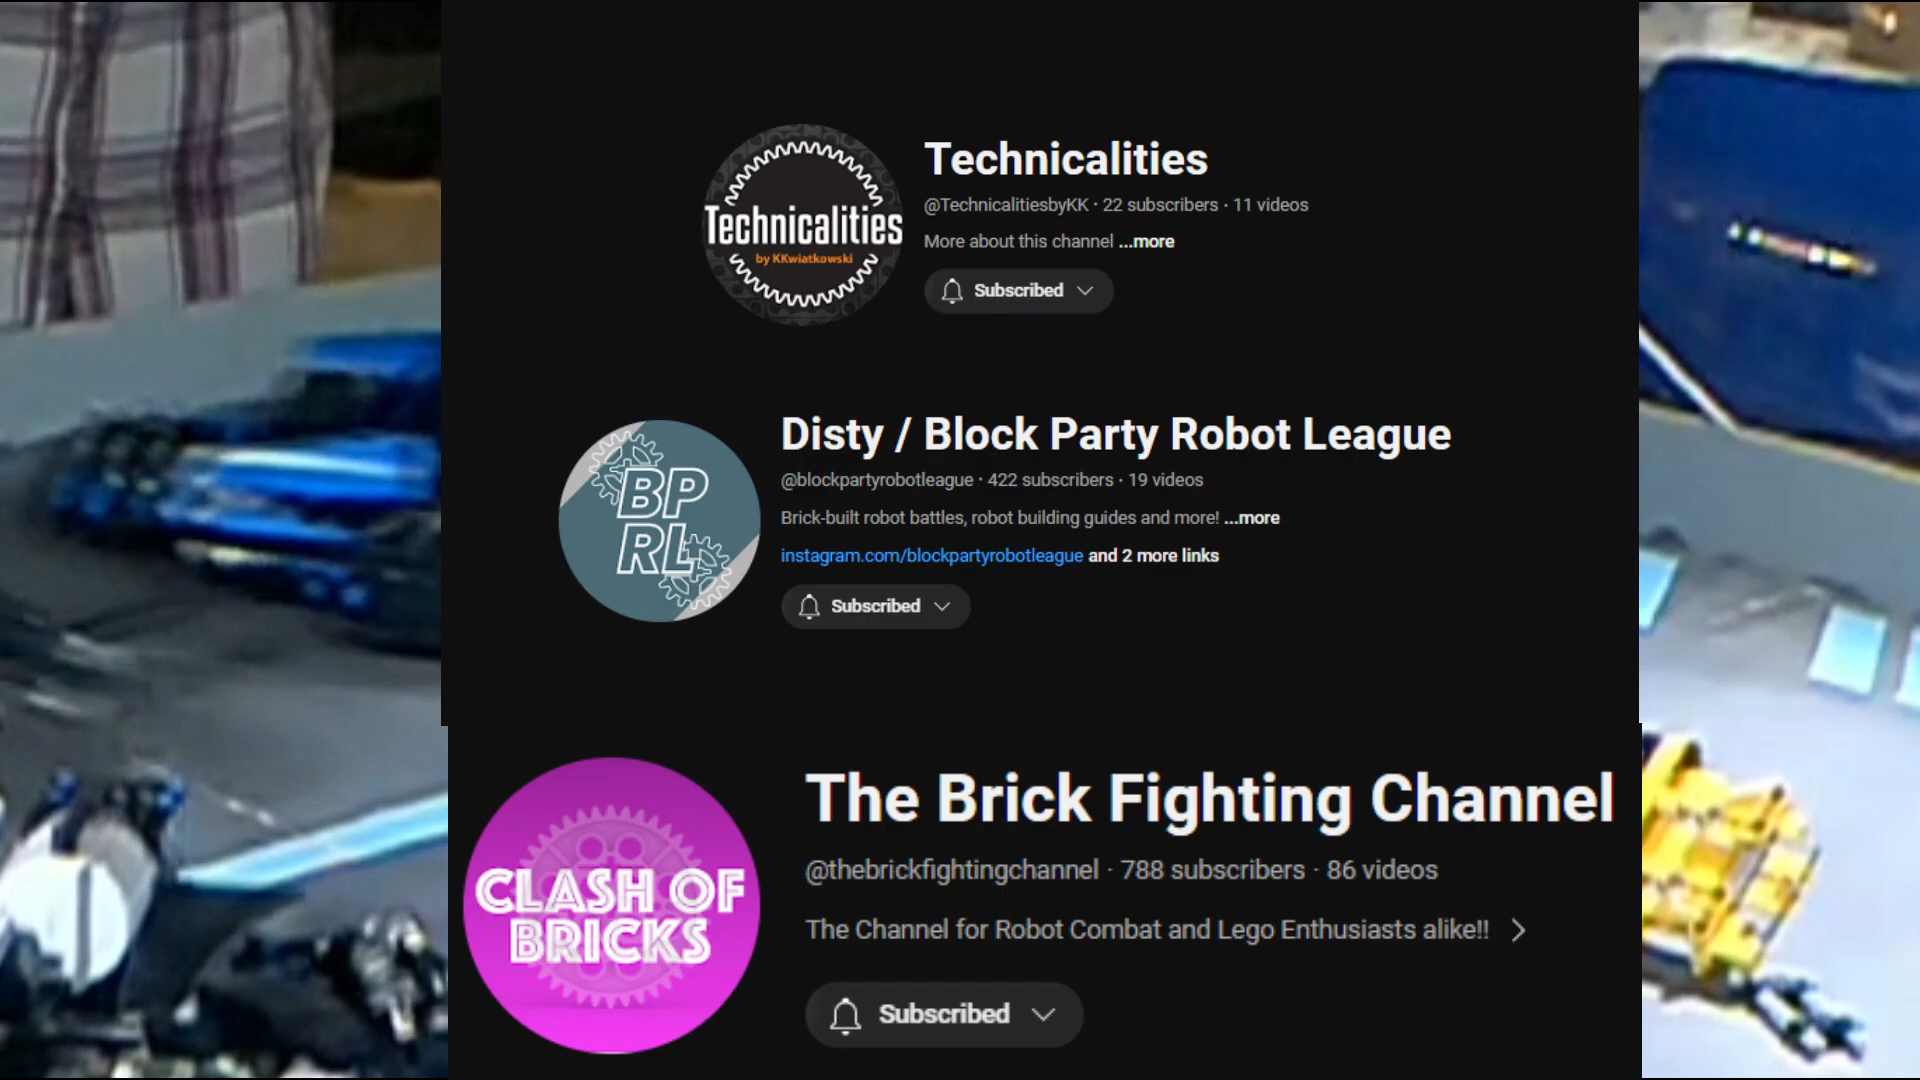 Technicalities
by KKwiatkowski
Technicalities
@TechnicalitiesbyKK · 22 subscribers · 11 videos
More about this channel ...more
Subscribed
BP
RL
Disty / Block Party Robot League
@blockpartyrobotleague · 422 subscribers · 19 videos
Brick-built robot battles, robot building guides and more! ...more
instagram.com/blockpartyrobotleague and 2 more links
Subscribed
CLASH OF
BRICKS
The Brick Fighting Channel
@thebrickfightingchannel · 788 subscribers · 86 videos
The Channel for Robot Combat and Lego Enthusiasts alike!!
Subscribed